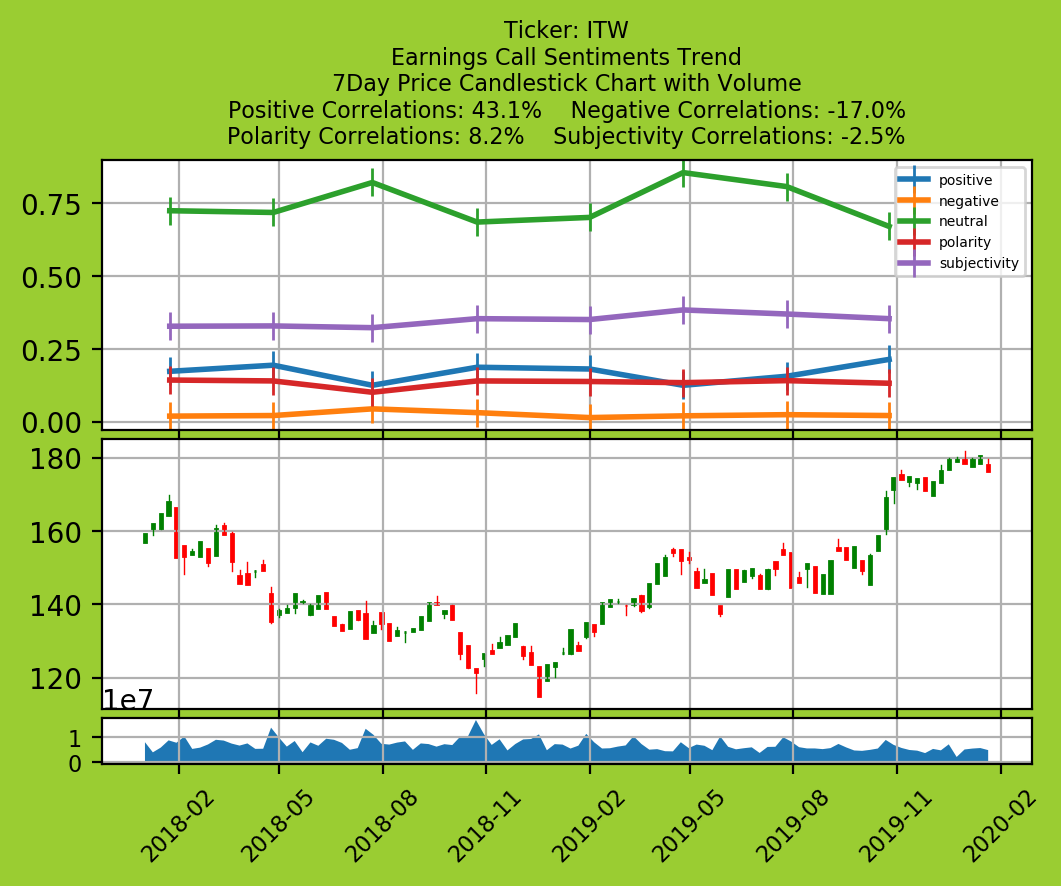 Ticker: ITW
Earnings Call Sentiments Trend
7Day Price Candlestick Chart with Volume
Positive Correlations: 43.1%    Negative Correlations: -17.0%
Polarity Correlations: 8.2%    Subjectivity Correlations: -2.5%
0.75
0.50
0.25
0.00
positive
negative
neutral
polarity
subjectivity
180
160
140
120
1e7
1
0
2018-02
2018-05
2018-08
2018-11
2019-02
2019-05
2019-08
2019-11
2020-02